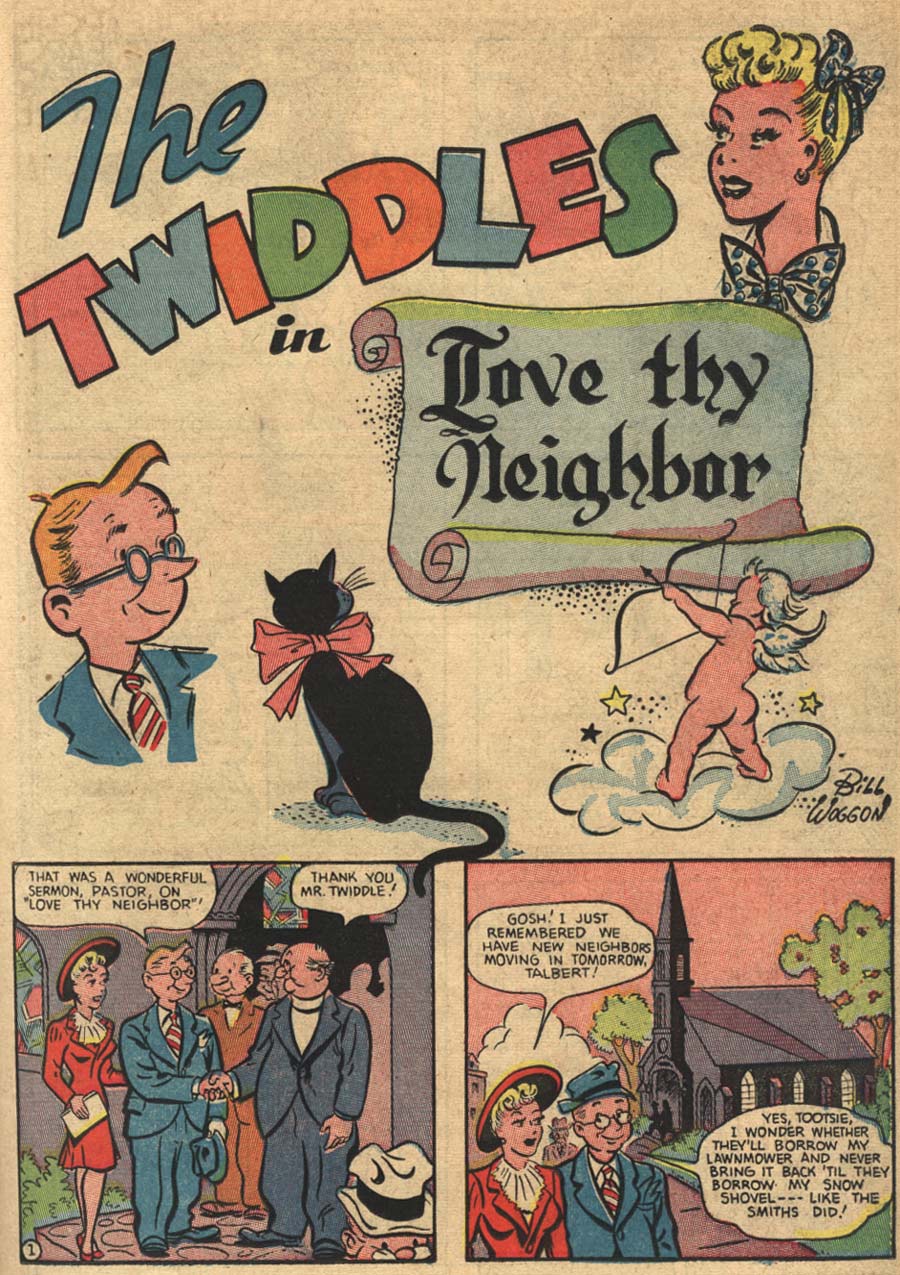 The
TWIDDLES
in
Love thy
Neighbor
Bill
Woggon
THAT WAS A WONDERFUL
SERMON, PASTOR, ON
"LOVE THY NEIGHBOR"!
THANK YOU
MR. TWIDDLE!
1
GOSH! I JUST
REMEMBERED WE
HAVE NEW NEIGHBORS
MOVING IN TOMORROW,
TALBERT!
YES, TOOTSIE,
I WONDER WHETHER
THEY'LL BORROW MY
LAWNMOWER AND NEVER
BRING IT BACK 'TIL THEY
BORROW MY SNOW
SHOVEL--- LIKE THE
SMITHS DID!